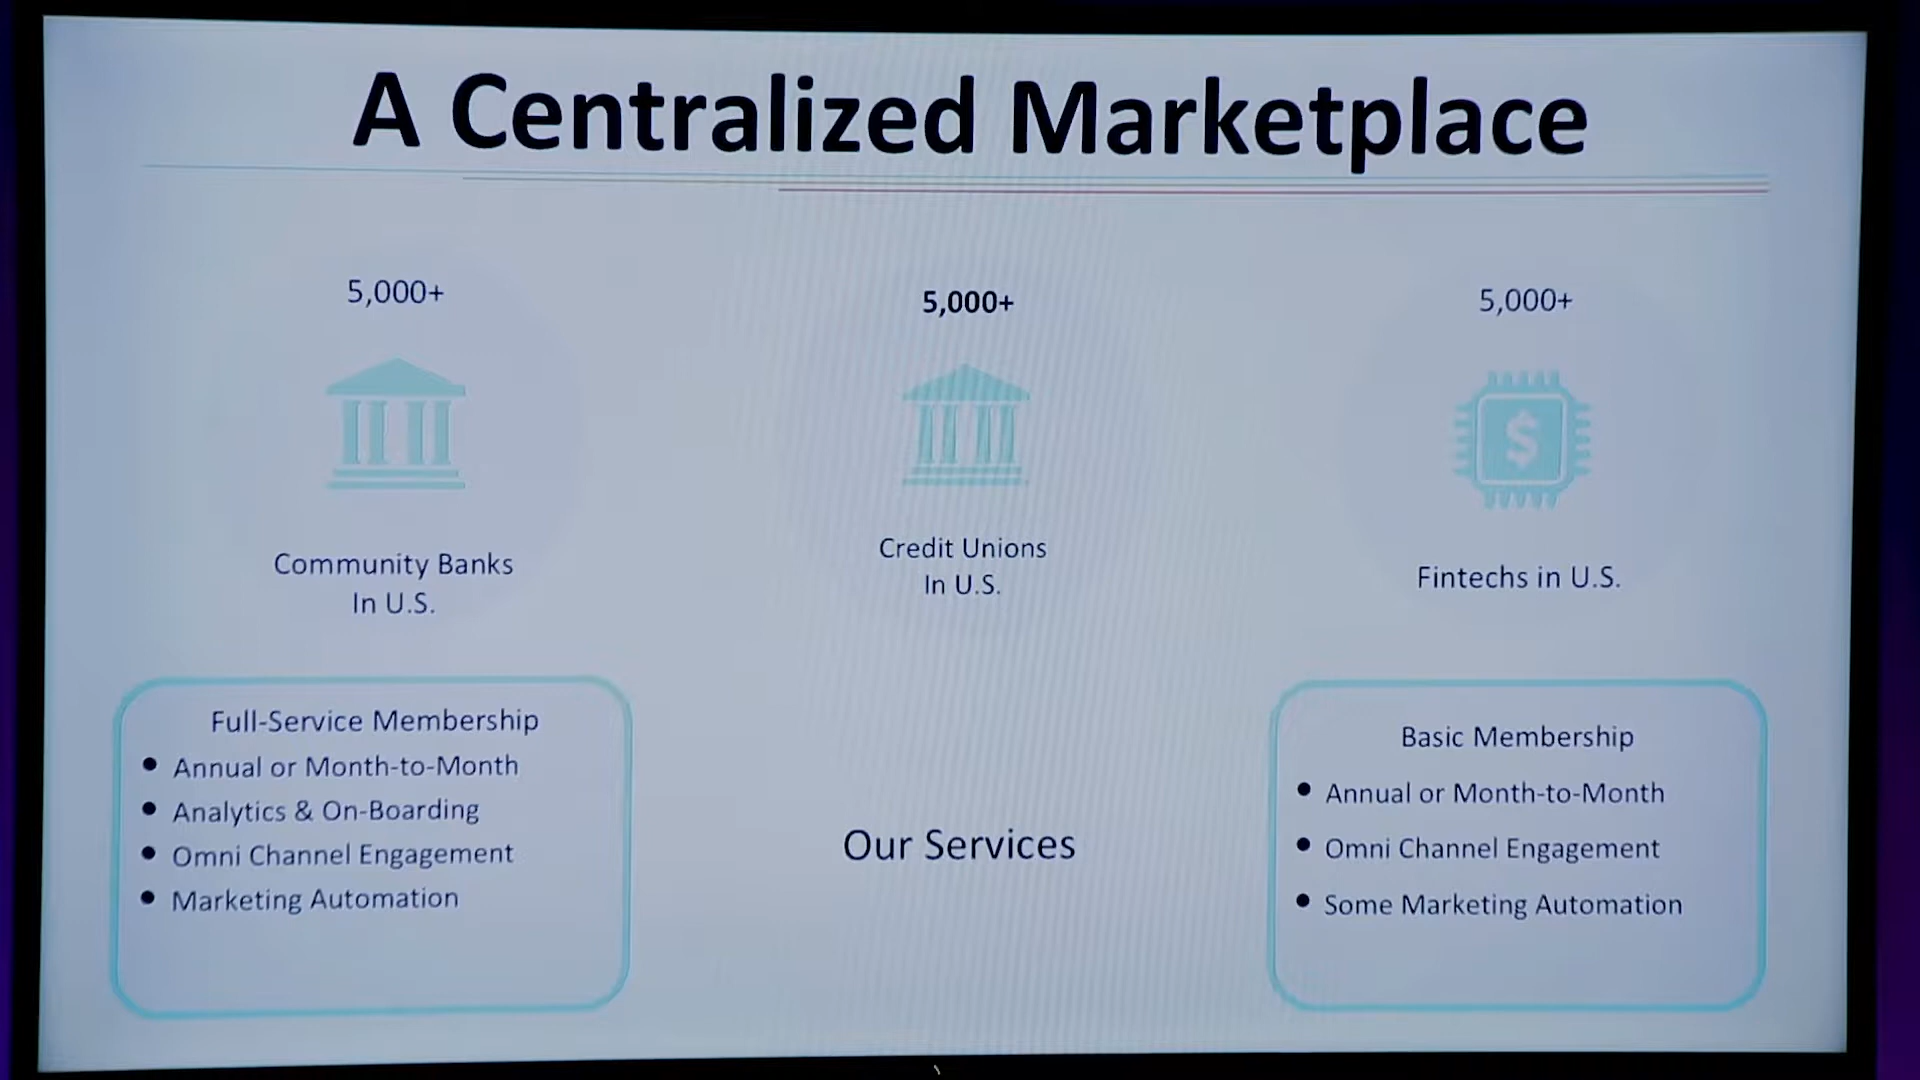 A Centralized Marketplace
5,000+
5,000+
5,000+
$
Community Banks
In U.S.
Credit Unions
In U.S.
Fintechs in U.S.
Full-Service Membership
• Annual or Month-to-Month
• Analytics & On-Boarding
• Omni Channel Engagement
• Marketing Automation
Our Services
Basic Membership
• Annual or Month-to-Month
• Omni Channel Engagement
• Some Marketing Automation